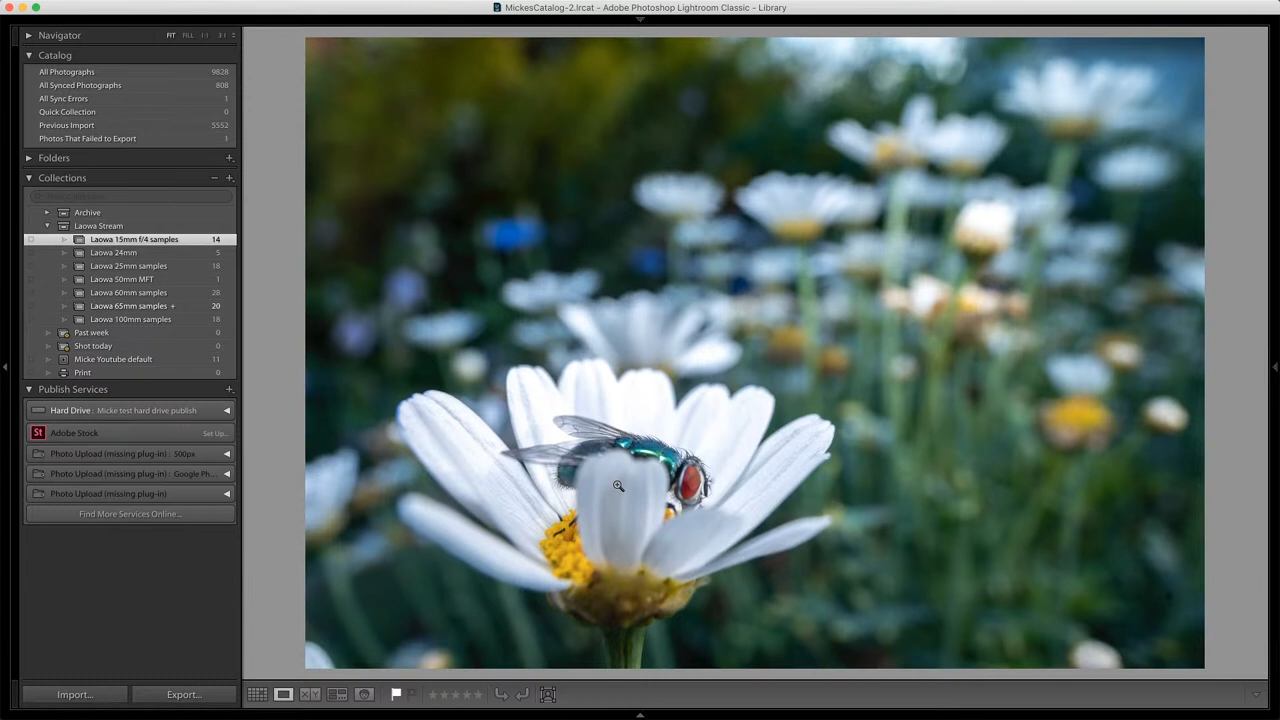 MickesCatalog-2.lrcat - Adobe Photoshop Lightroom Classic - Library
Navigator FIT FILL 1:1 3:1
Catalog
All Photographs 9828
All Synced Photographs 808
All Sync Errors 1
Quick Collection 0
Previous Import 5552
Photos That Failed to Export 1
Folders
Collections
Archive
Laowa Stream
Laowa 15mm f/4 samples 14
Laowa 24mm 5
Laowa 25mm samples 18
Laowa 50mm MFT 1
Laowa 60mm samples 28
Laowa 65mm samples + 20
Laowa 100mm samples 18
Past week 0
Shot today 0
Micke Youtube default 11
Print 0
Publish Services
Hard Drive : Micke test hard drive publish
St Adobe Stock Set Up...
Photo Upload (missing plug-in) : 500px
Photo Upload (missing plug-in) : Google Ph...
Photo Upload (missing plug-in)
Find More Services Online...
Import... Export...
X Y